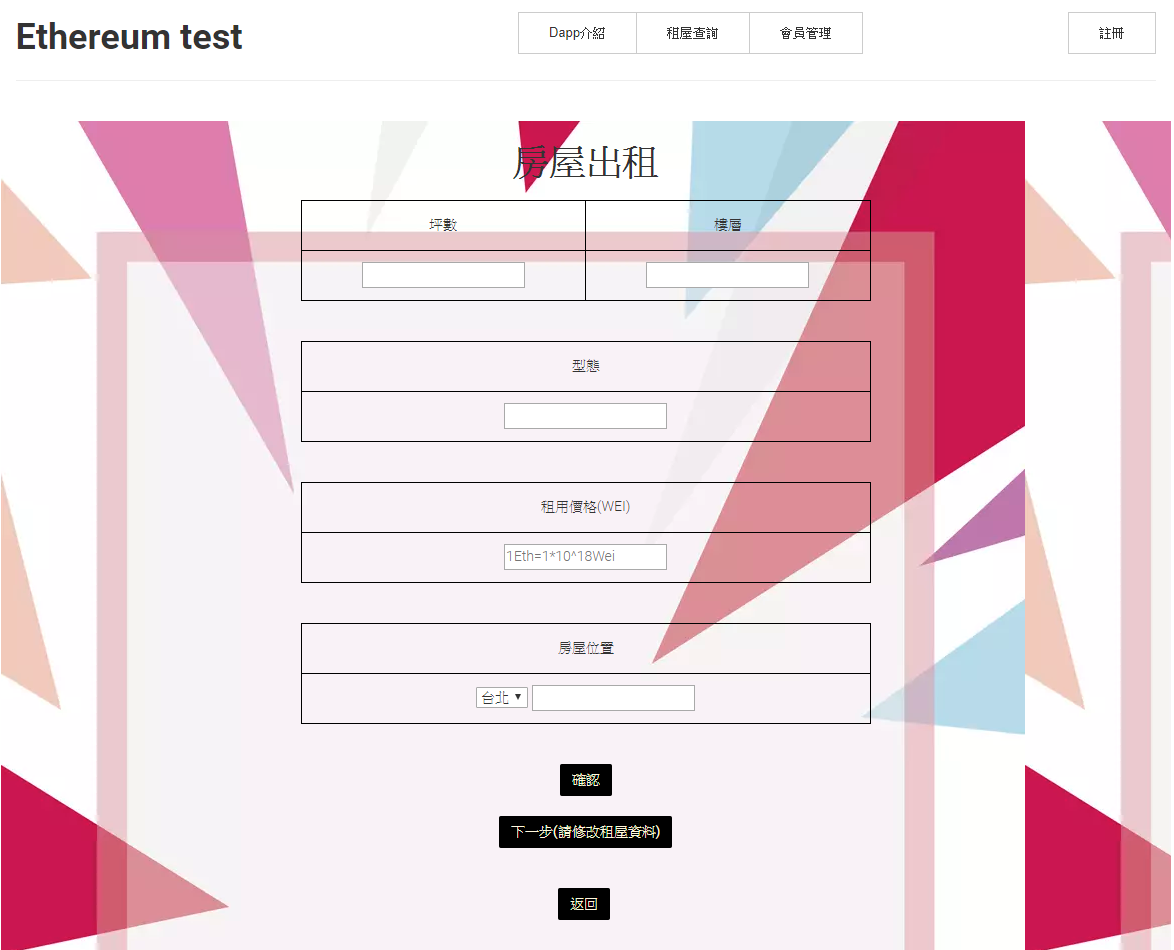 Ethereum test
Dapp介紹 租屋查詢 會員管理 註冊
房屋出租
坪數 樓層
型態
租用價格(WEI)
1Eth=1*10^18Wei
房屋位置
台北
確認
下一步(請修改租屋資料)
返回